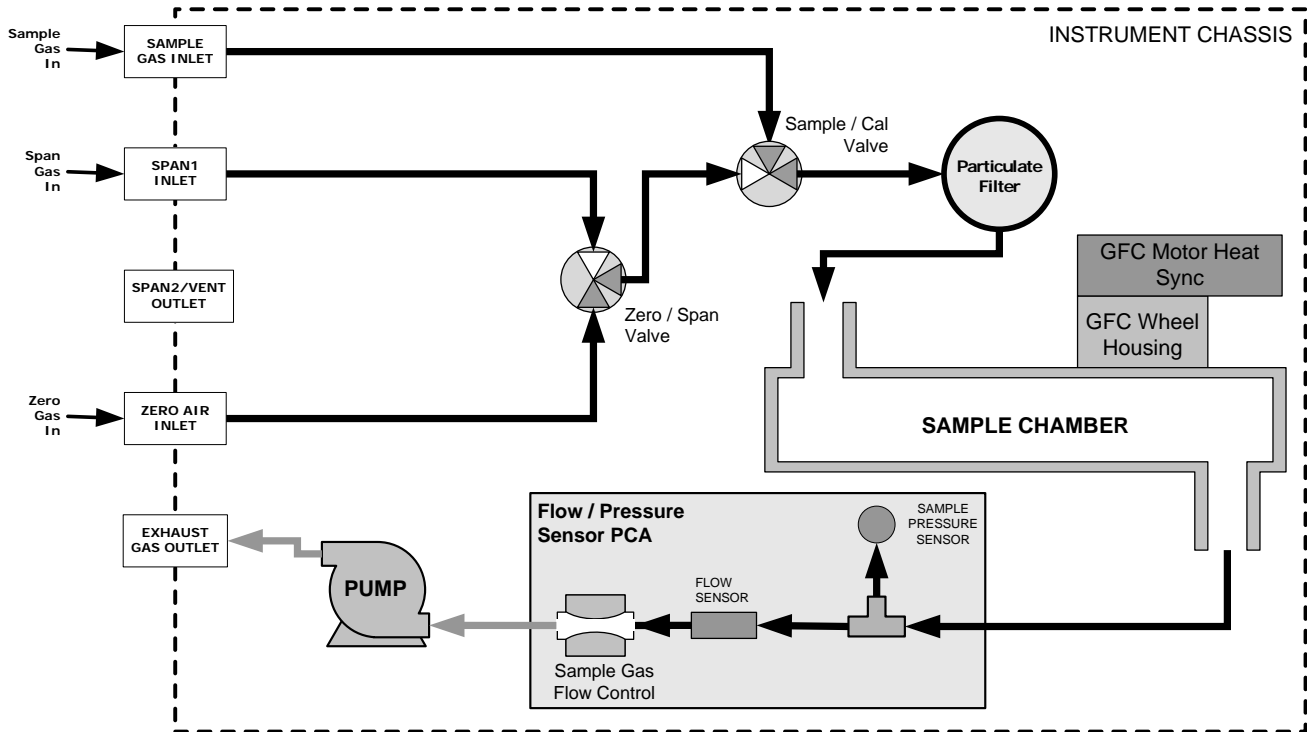 INSTRUMENT CHASSIS
Sample
Gas
In
SAMPLE
GAS INLET
Sample / Cal
Valve
Span
Gas
In
SPAN1
INLET
Particulate
Filter
SPAN2/VENT
OUTLET
Zero / Span
Valve
GFC Motor Heat
Sync
GFC Wheel
Housing
Zero
Gas
In
ZERO AIR
INLET
SAMPLE CHAMBER
EXHAUST
GAS OUTLET
PUMP
Flow / Pressure
Sensor PCA
SAMPLE
PRESSURE
SENSOR
FLOW
SENSOR
Sample Gas
Flow Control